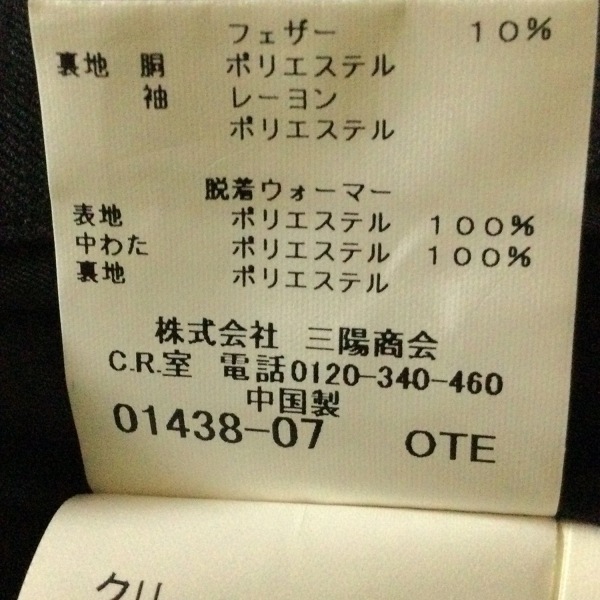 フェザー １０％
裏地 胴 ポリエステル
袖 レーヨン
ポリエステル
脱着ウォーマー
表地 ポリエステル １００％
中わた ポリエステル １００％
裏地 ポリエステル
株式会社 三陽商会
C.R.室 電話0120-340-460
中国製
01438-07 OTE
クリ